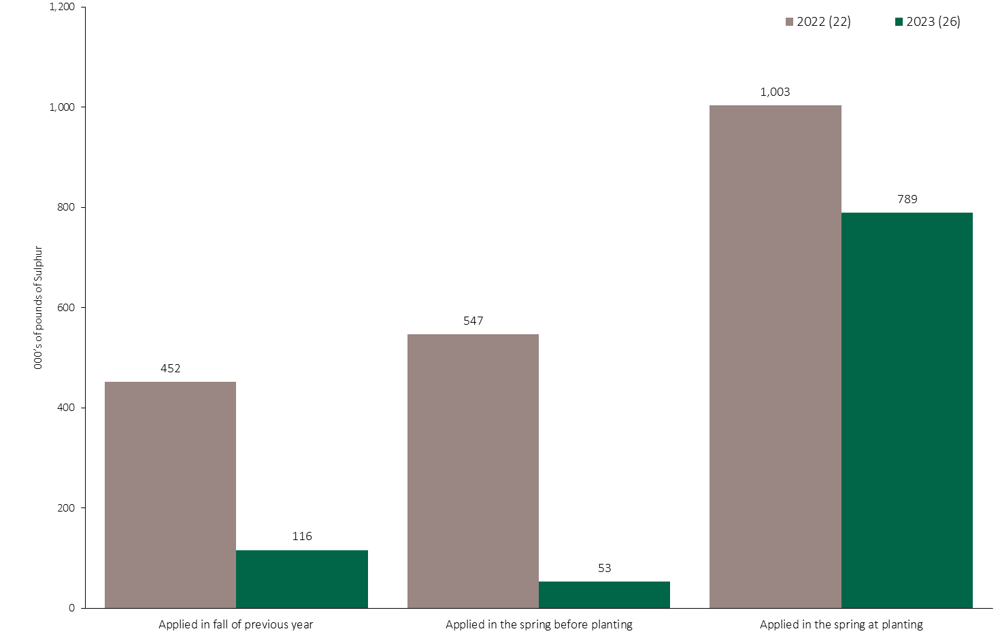 2022 (22) 2023 (26)
000's of pounds of Sulphur
1,200
1,000
800
600
400
200
0
452
116
547
53
1,003
789
Applied in fall of previous year
Applied in the spring before planting
Applied in the spring at planting